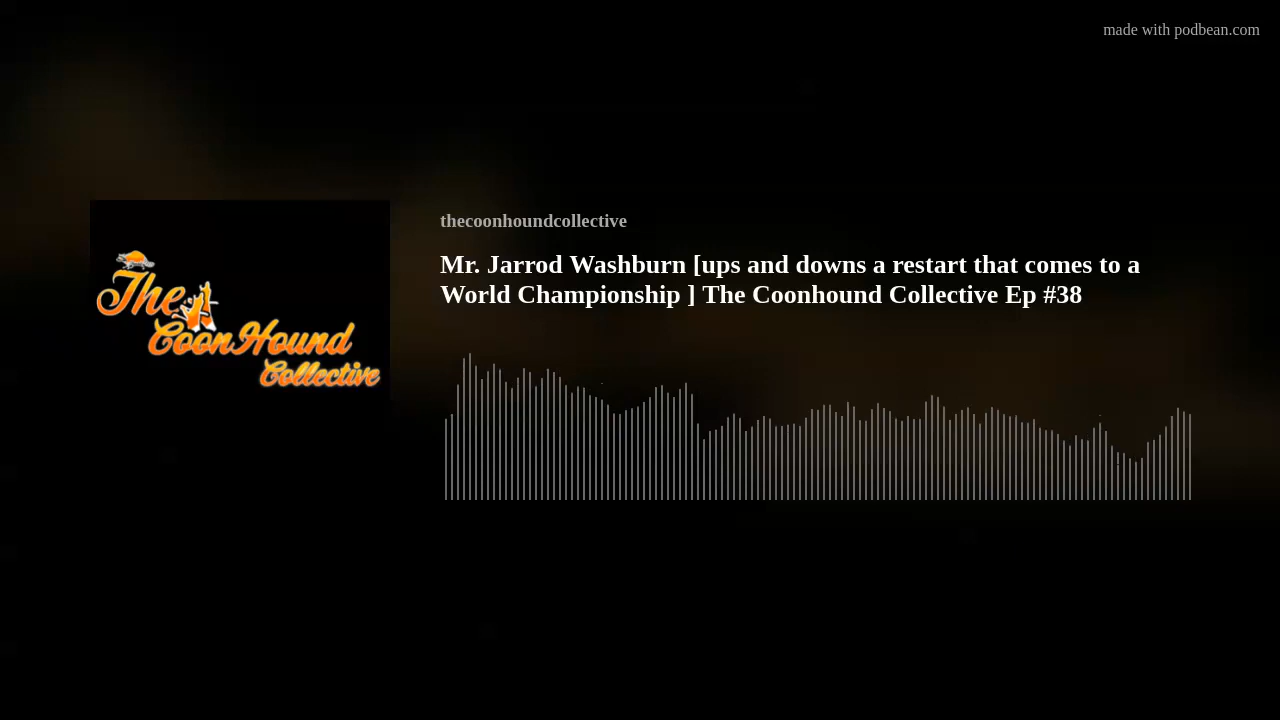 made with podbean.com
thecoonhoundcollective
Mr. Jarrod Washburn [ups and downs a restart that comes to a
World Championship ] The Coonhound Collective Ep #38
The
CoonHound
Collective